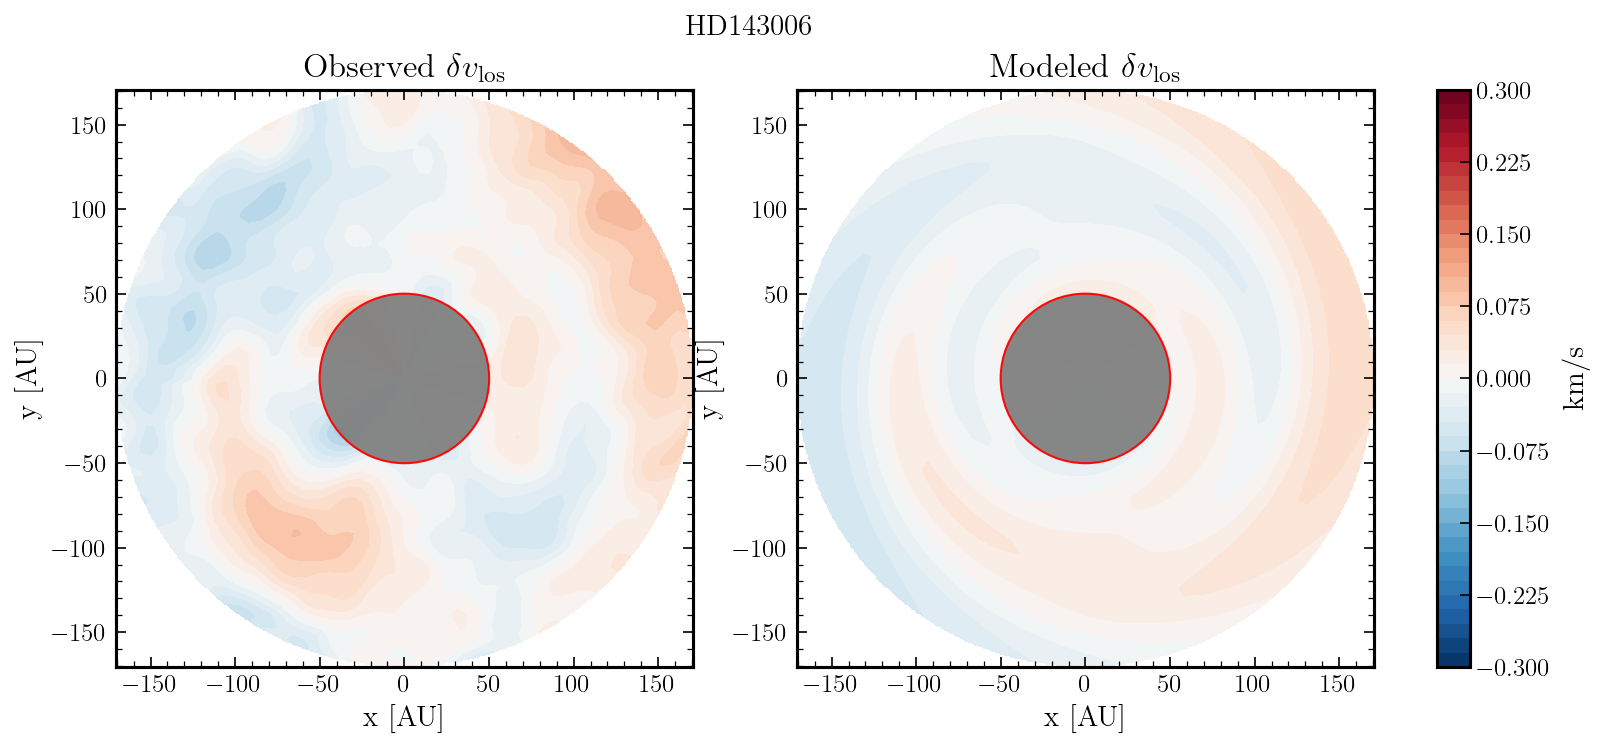 HD143006
Observed δv_los
Modeled δv_los
150
100
50
0
−50
−100
−150
y [AU]
−150 −100 −50 0 50 100 150
x [AU]
150
100
50
0
−50
−100
−150
y [AU]
−150 −100 −50 0 50 100 150
x [AU]
0.300
0.225
0.150
0.075
0.000
−0.075
−0.150
−0.225
−0.300
km/s